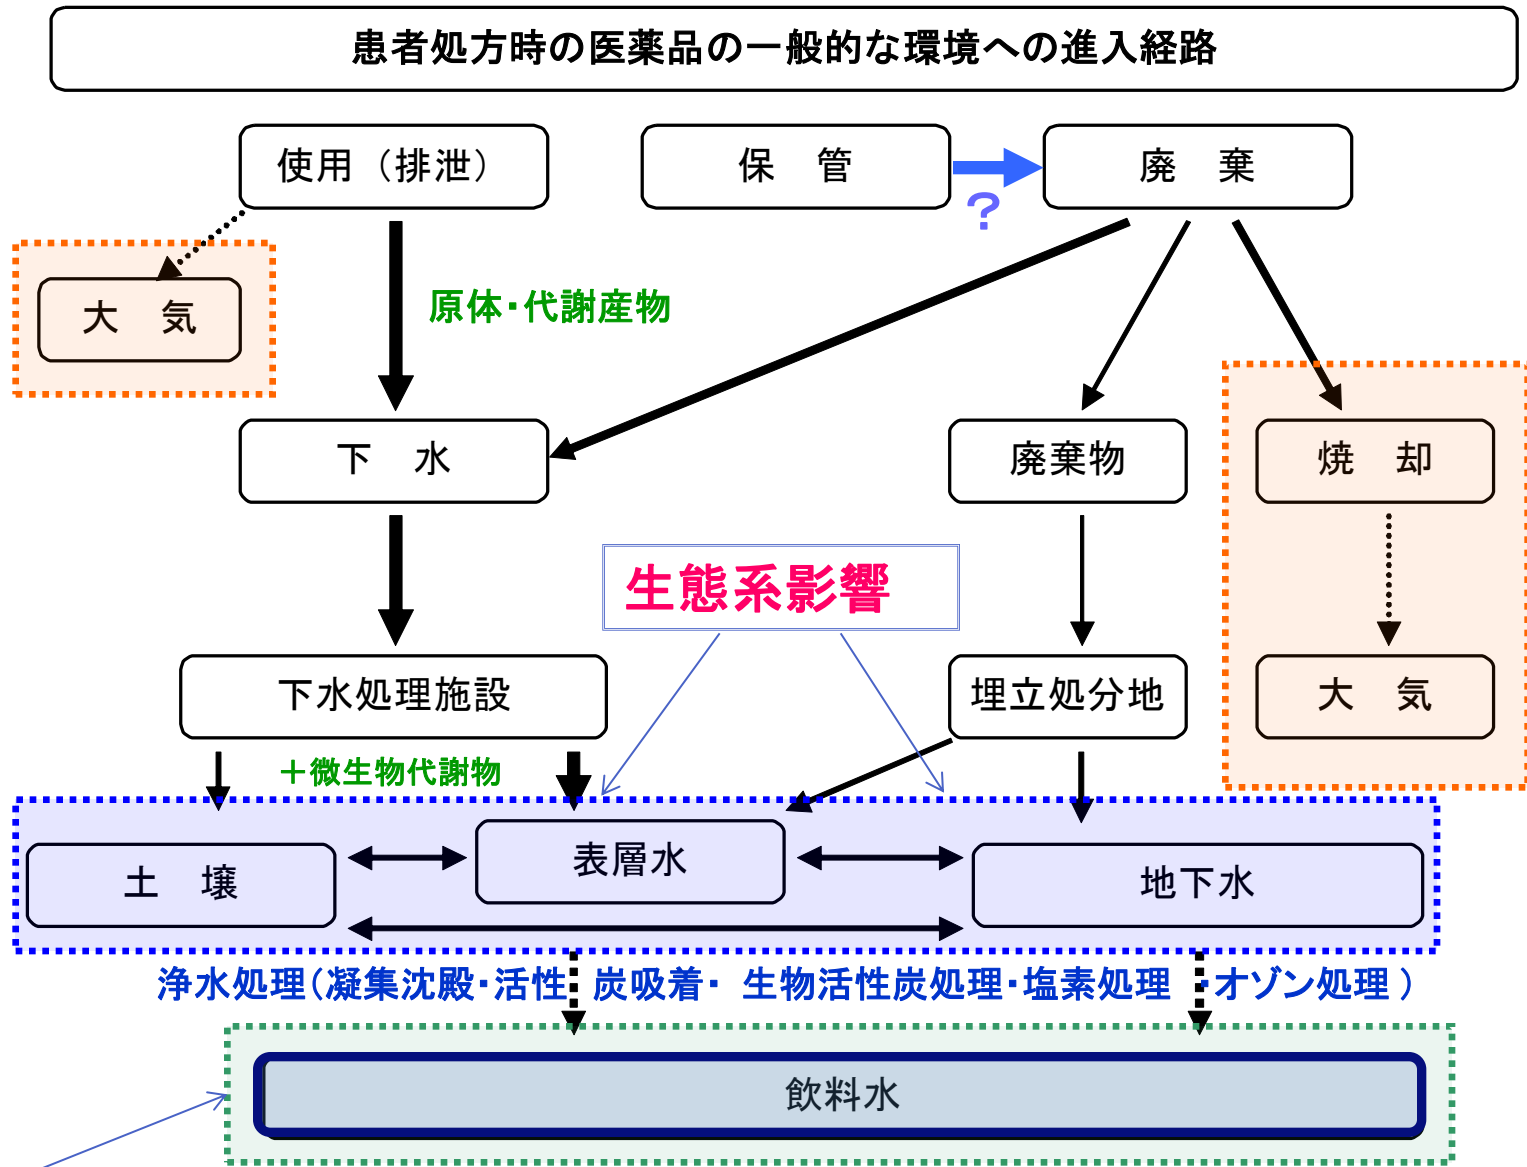 患者処方時の医薬品の一般的な環境への進入経路
使用（排泄）
保　管
廃　棄
？
大　気
原体・代謝産物
下　水
廃棄物
焼　却
生態系影響
下水処理施設
埋立処分地
大　気
＋微生物代謝物
土　壌
表層水
地下水
浄水処理（凝集沈殿・活性炭吸着・生物活性炭処理・塩素処理・オゾン処理）
飲料水